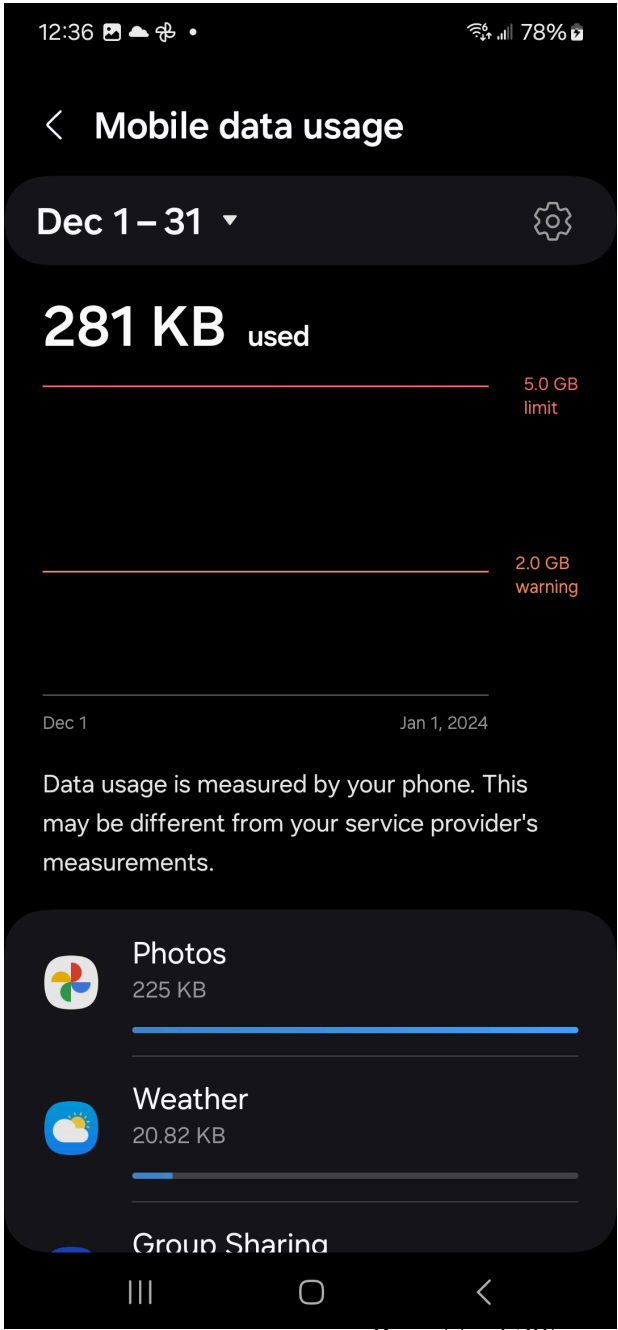 12:36
78%
Mobile data usage
Dec 1 – 31
281 KB used
5.0 GB
limit
2.0 GB
warning
Dec 1
Jan 1, 2024
Data usage is measured by your phone. This
may be different from your service provider's
measurements.
Photos
225 KB
Weather
20.82 KB
Group Sharing